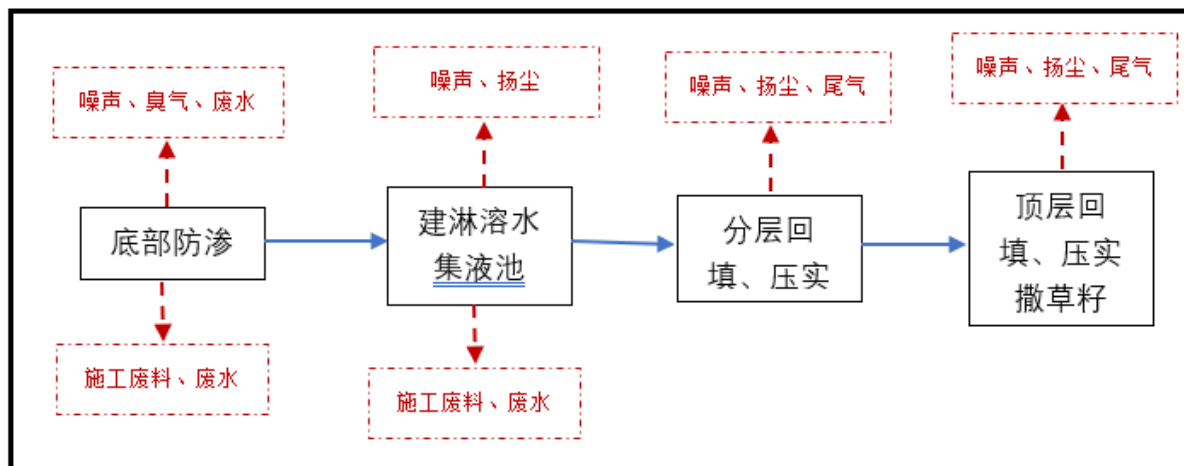 噪声、臭气、废水
噪声、扬尘
噪声、扬尘、尾气
噪声、扬尘、尾气
底部防渗
建淋溶水
集液池
分层回
填、压实
顶层回
填、压实
撒草籽
施工废料、废水
施工废料、废水